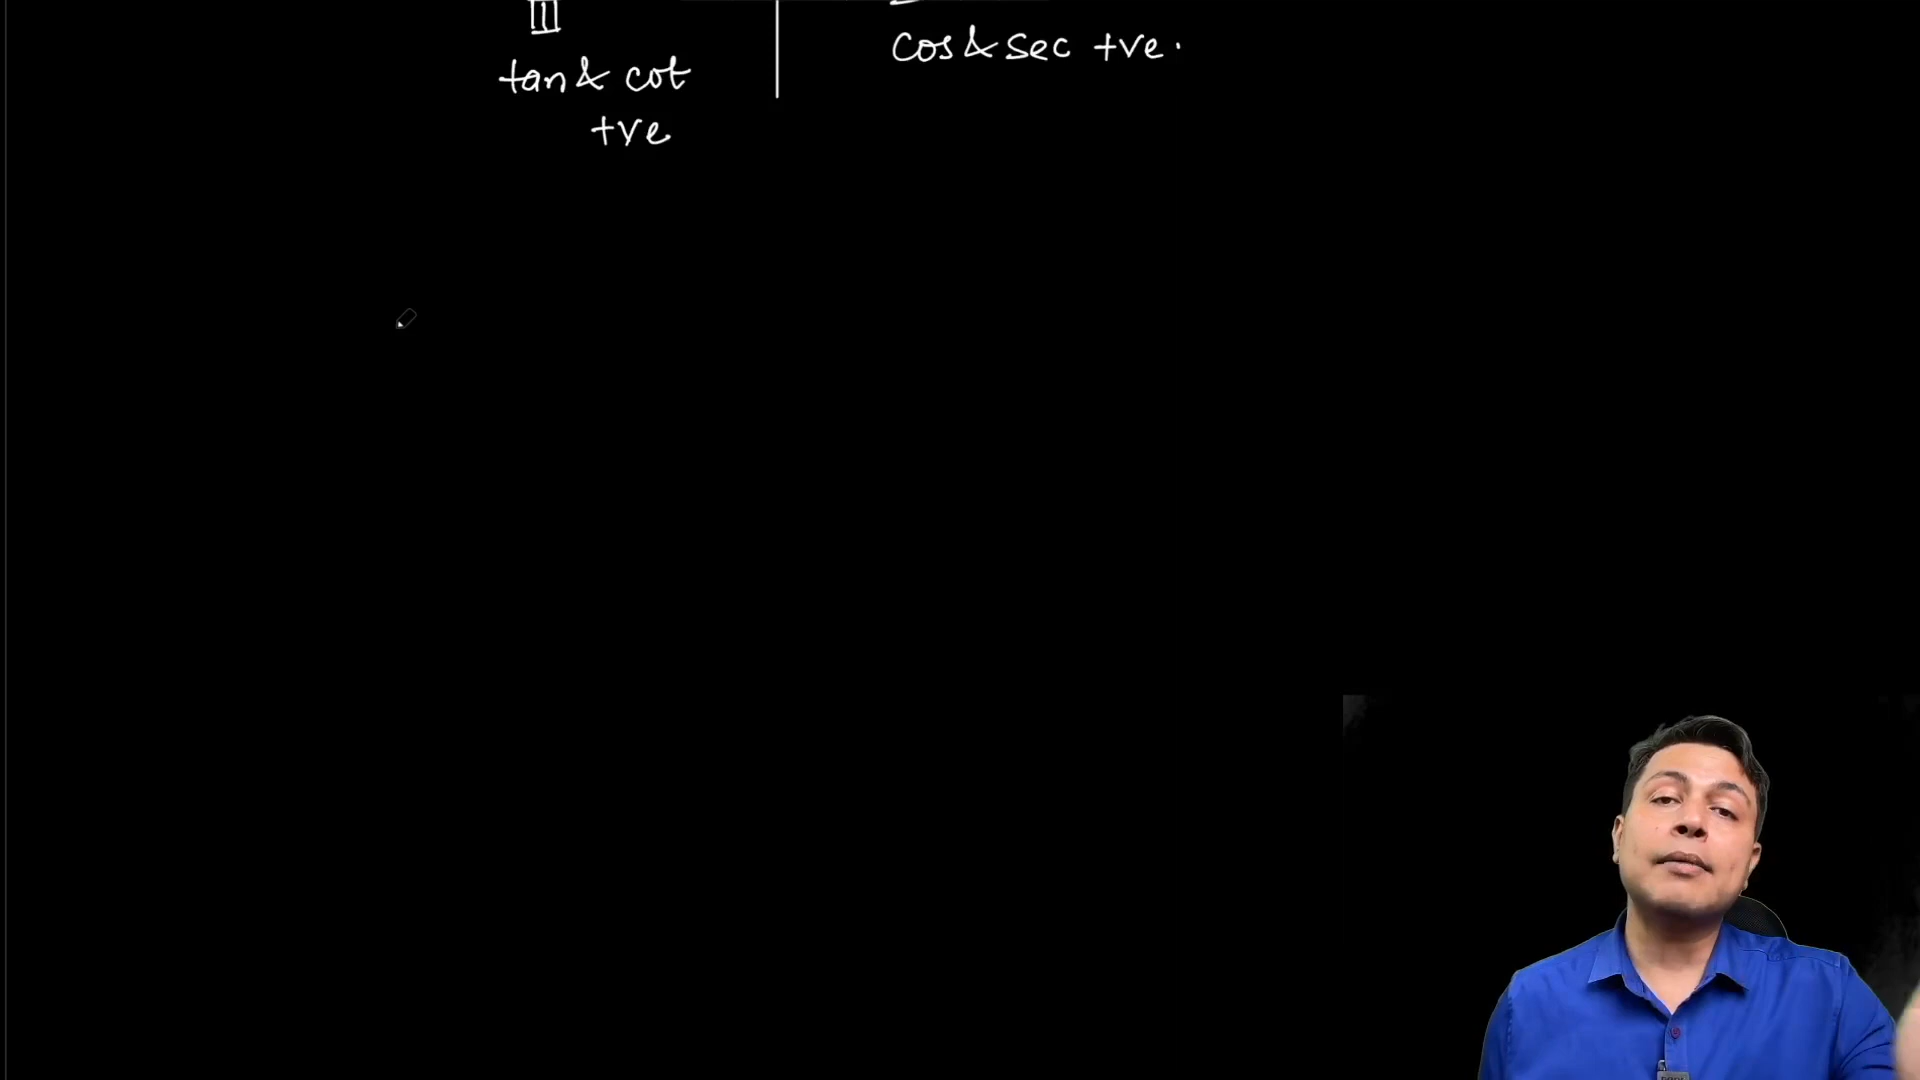 III
tan & cot
+ve
cos & sec +ve.